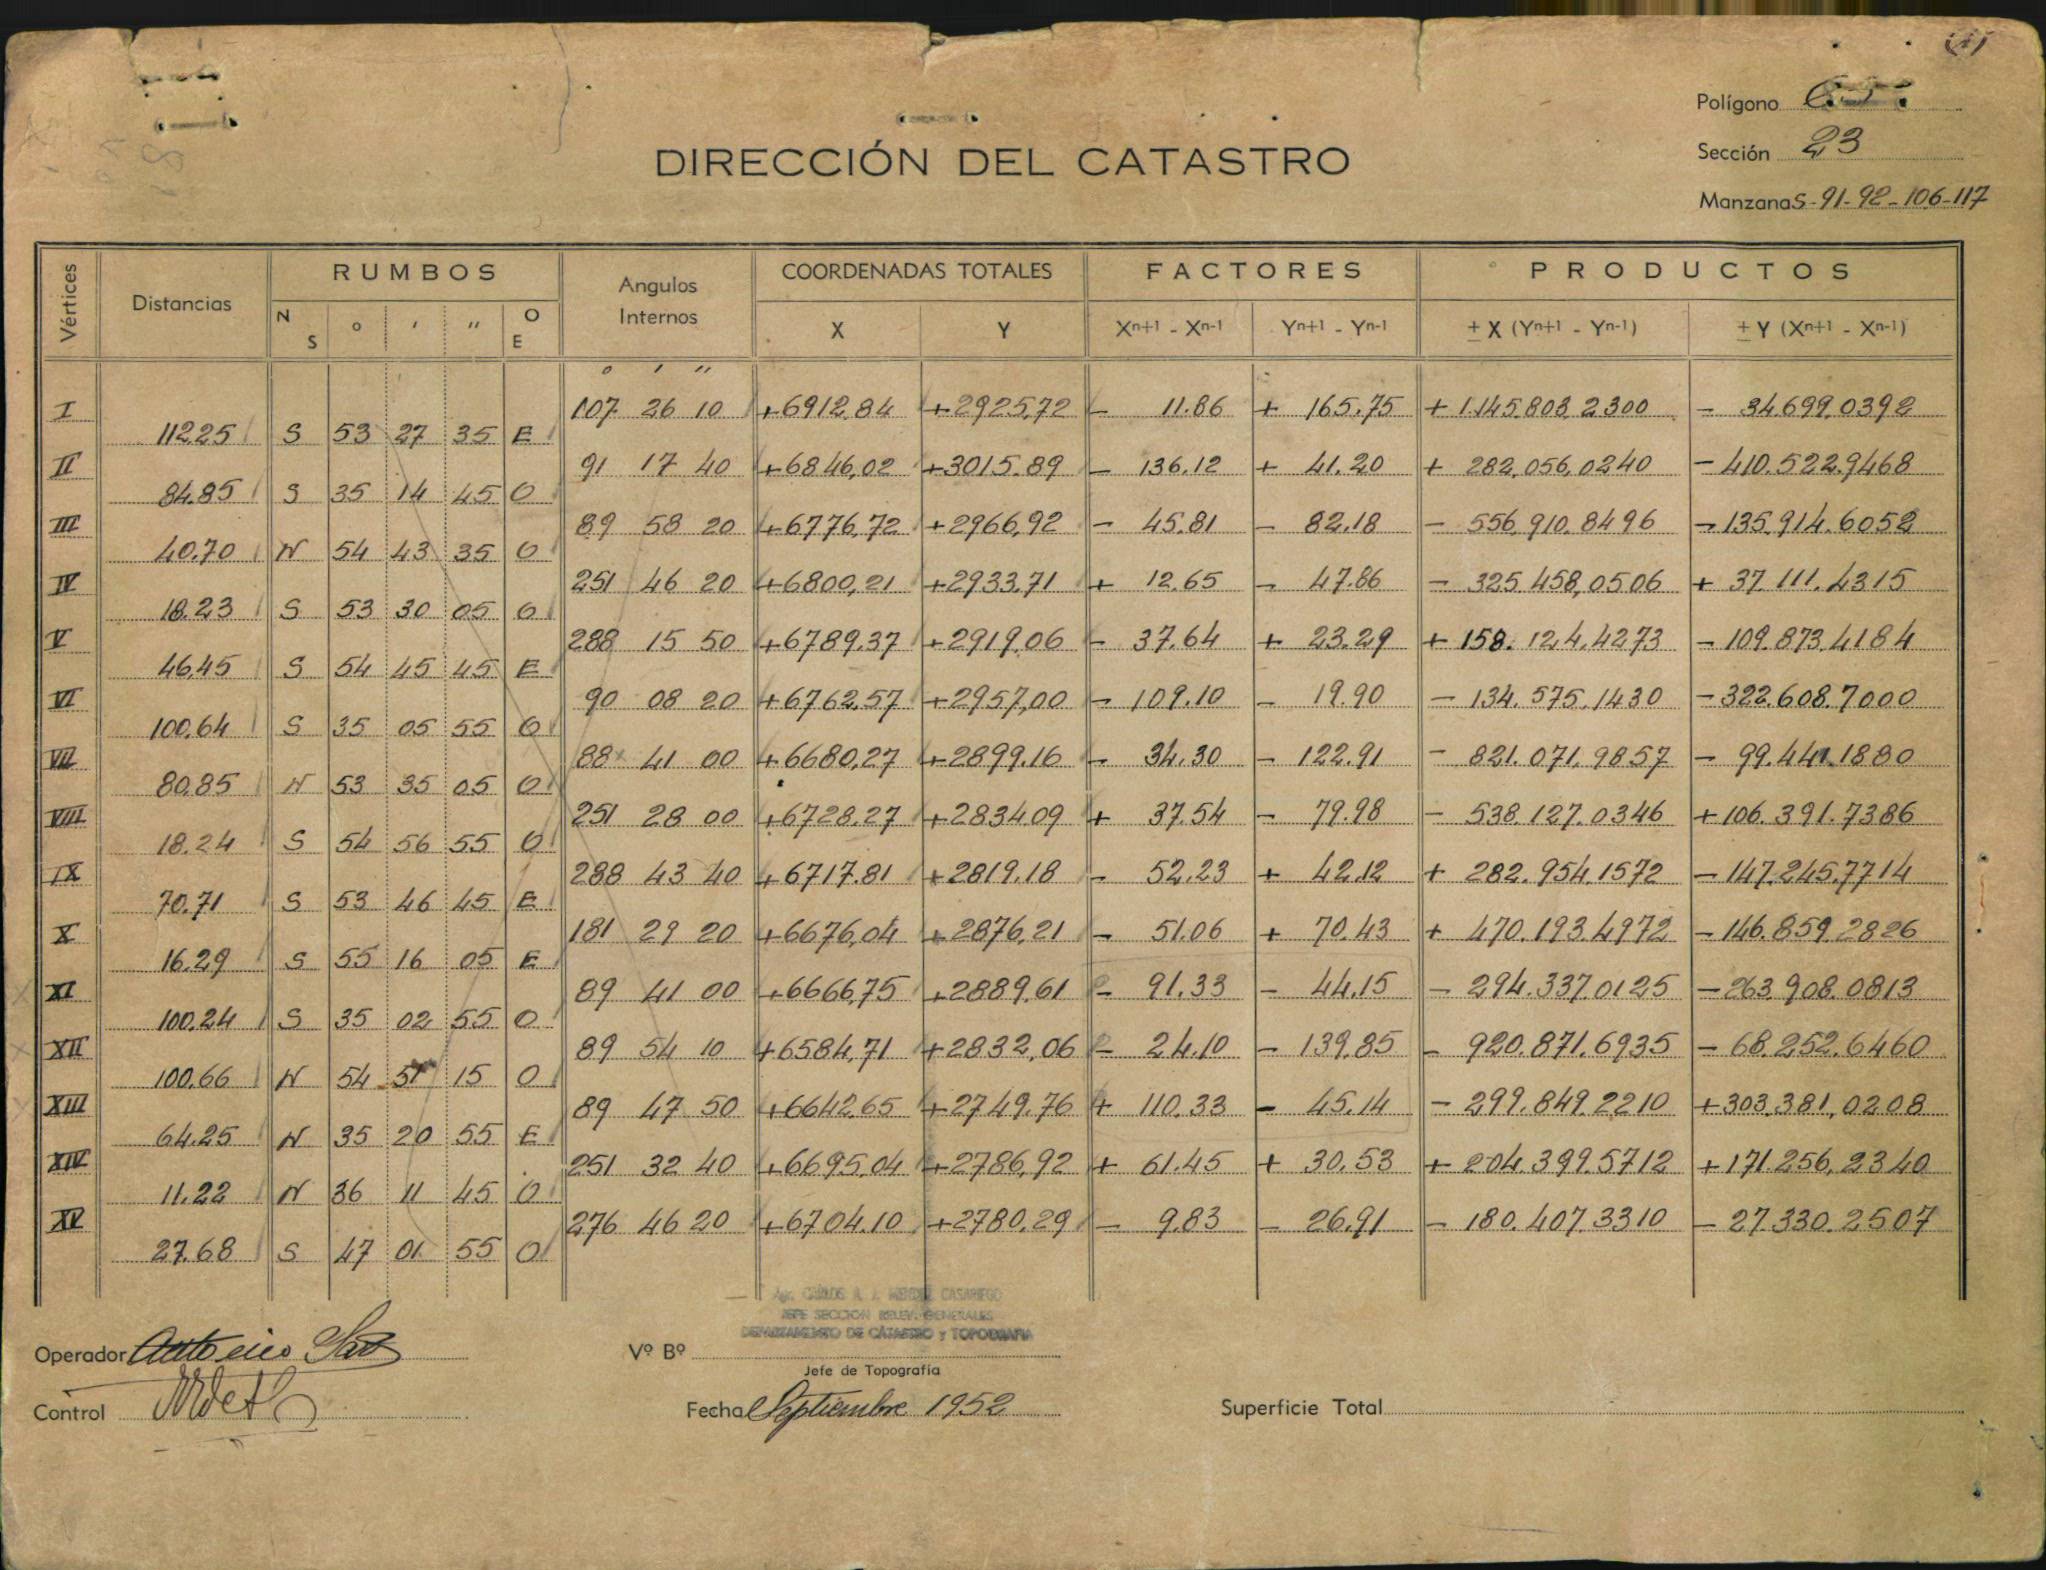 (1)
Polígono
Sección 23
ManzanaS-91-92-106-117
DIRECCIÓN DEL CATASTRO
Vértices Distancias RUMBOS Angulos Internos COORDENADAS TOTALES FACTORES PRODUCTOS
N S ° ' " O E X Y Xⁿ⁺¹ - Xⁿ⁻¹ Yⁿ⁺¹ - Yⁿ⁻¹ ± X (Yⁿ⁺¹ - Yⁿ⁻¹) ± Y (Xⁿ⁺¹ - Xⁿ⁻¹)
° ' "
I 107 26 10 +6912,84 +2925,72 - 11.86 + 165.75 + 1.145.803,2300 - 34.699,0392
112.25 S 53 27 35 E
II 91 17 40 +6846,02 +3015.89 - 136.12 + 41.20 + 282,056,0240 - 410.522.9468
84.85 S 35 14 45 O
III 89 58 20 +6776,72 +2966,92 - 45.81 - 82.18 - 556,910.8496 - 135.914.6052
40.70 N 54 43 35 O
IV 251 46 20 +6800,21 +2933,71 + 12.65 - 47.86 - 325.458,0506 + 37.111.4315
18.23 S 53 30 05 O
V 288 15 50 +6789.37 +2919,06 - 37.64 + 23.29 + 158.124.4273 - 109.873.4184
46.45 S 54 45 45 E
VI 90 08 20 +6762,57 +2957,00 - 109.10 - 19.90 - 134.575.1430 - 322.608.7000
100.64 S 35 05 55 O
VII 88 41 00 +6680,27 +2899.16 - 34.30 - 122.91 - 821.071.9857 - 99.441.1880
80.85 N 53 35 05 O
VIII 251 28 00 +6728.27 +2834.09 + 37.54 - 79.98 - 538.127.0346 + 106.391.7386
18.24 S 54 56 55 O
IX 288 43 40 +6717.81 +2819.18 - 52.23 + 42.12 + 282.954.1572 - 147.245.7714
70.71 S 53 46 45 E
X 181 29 20 +6676,04 +2876,21 - 51.06 + 70.43 + 470.193.4972 - 146.859.2826
16.29 S 55 16 05 E
XI 89 41 00 +6666,75 +2889.61 - 91.33 - 44.15 - 294.337.0125 - 263.908.0813
100.24 S 35 02 55 O
XII 89 54 10 +6584,71 +2832,06 - 24.10 - 139.85 - 920.871.6935 - 68.252.6460
100.66 N 54 51 15 O
XIII 89 47 50 +6642.65 +2749.76 + 110.33 - 45.14 - 299.849.2210 + 303.381,0208
64.25 N 35 20 55 E
XIV 251 32 40 +6695,04 +2786,92 + 61.45 + 30.53 + 204.399.5712 + 171.256,2340
11.22 N 36 11 45 O
XV 276 46 20 +6704.10 +2780.29 - 9.83 - 26.91 - 180.407.3310 - 27.330.2507
27.68 S 47 01 55 O
CARLOS A. J. MENDEZ CASARIEGO
JEFE SECCION RELEV. GENERALES
DEPARTAMENTO DE CATASTRO y TOPOGRAFIA
Operador Antonio
Vº Bº
Jefe de Topografía
Control
Fecha Septiembre 1952
Superficie Total